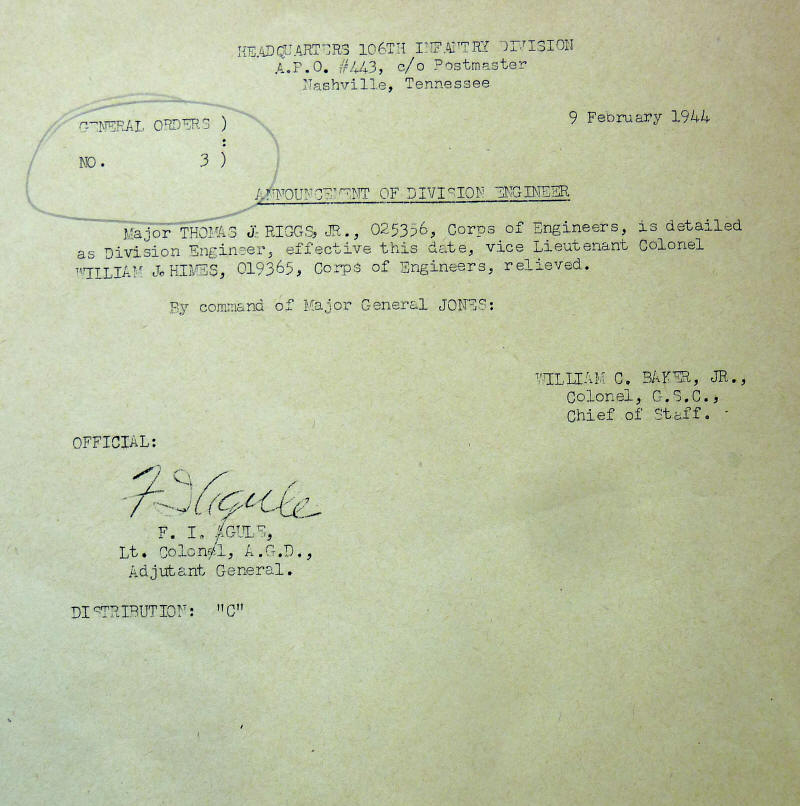 HEADQUARTERS 106TH INFANTRY DIVISION
A.P.O. #443, c/o Postmaster
Nashville, Tennessee
9 February 1944
GENERAL ORDERS )
:
NO. 3 )
ANNOUNCEMENT OF DIVISION ENGINEER
Major THOMAS J. RIGGS, JR., O25356, Corps of Engineers, is detailed
as Division Engineer, effective this date, vice Lieutenant Colonel
WILLIAM J. HIMES, O19365, Corps of Engineers, relieved.
By command of Major General JONES:
WILLIAM C. BAKER, JR.,
Colonel, G.S.C.,
Chief of Staff.
OFFICIAL:
F I Agule
F. I. AGULE,
Lt. Colonel, A.G.D.,
Adjutant General.
DISTRIBUTION: "C"